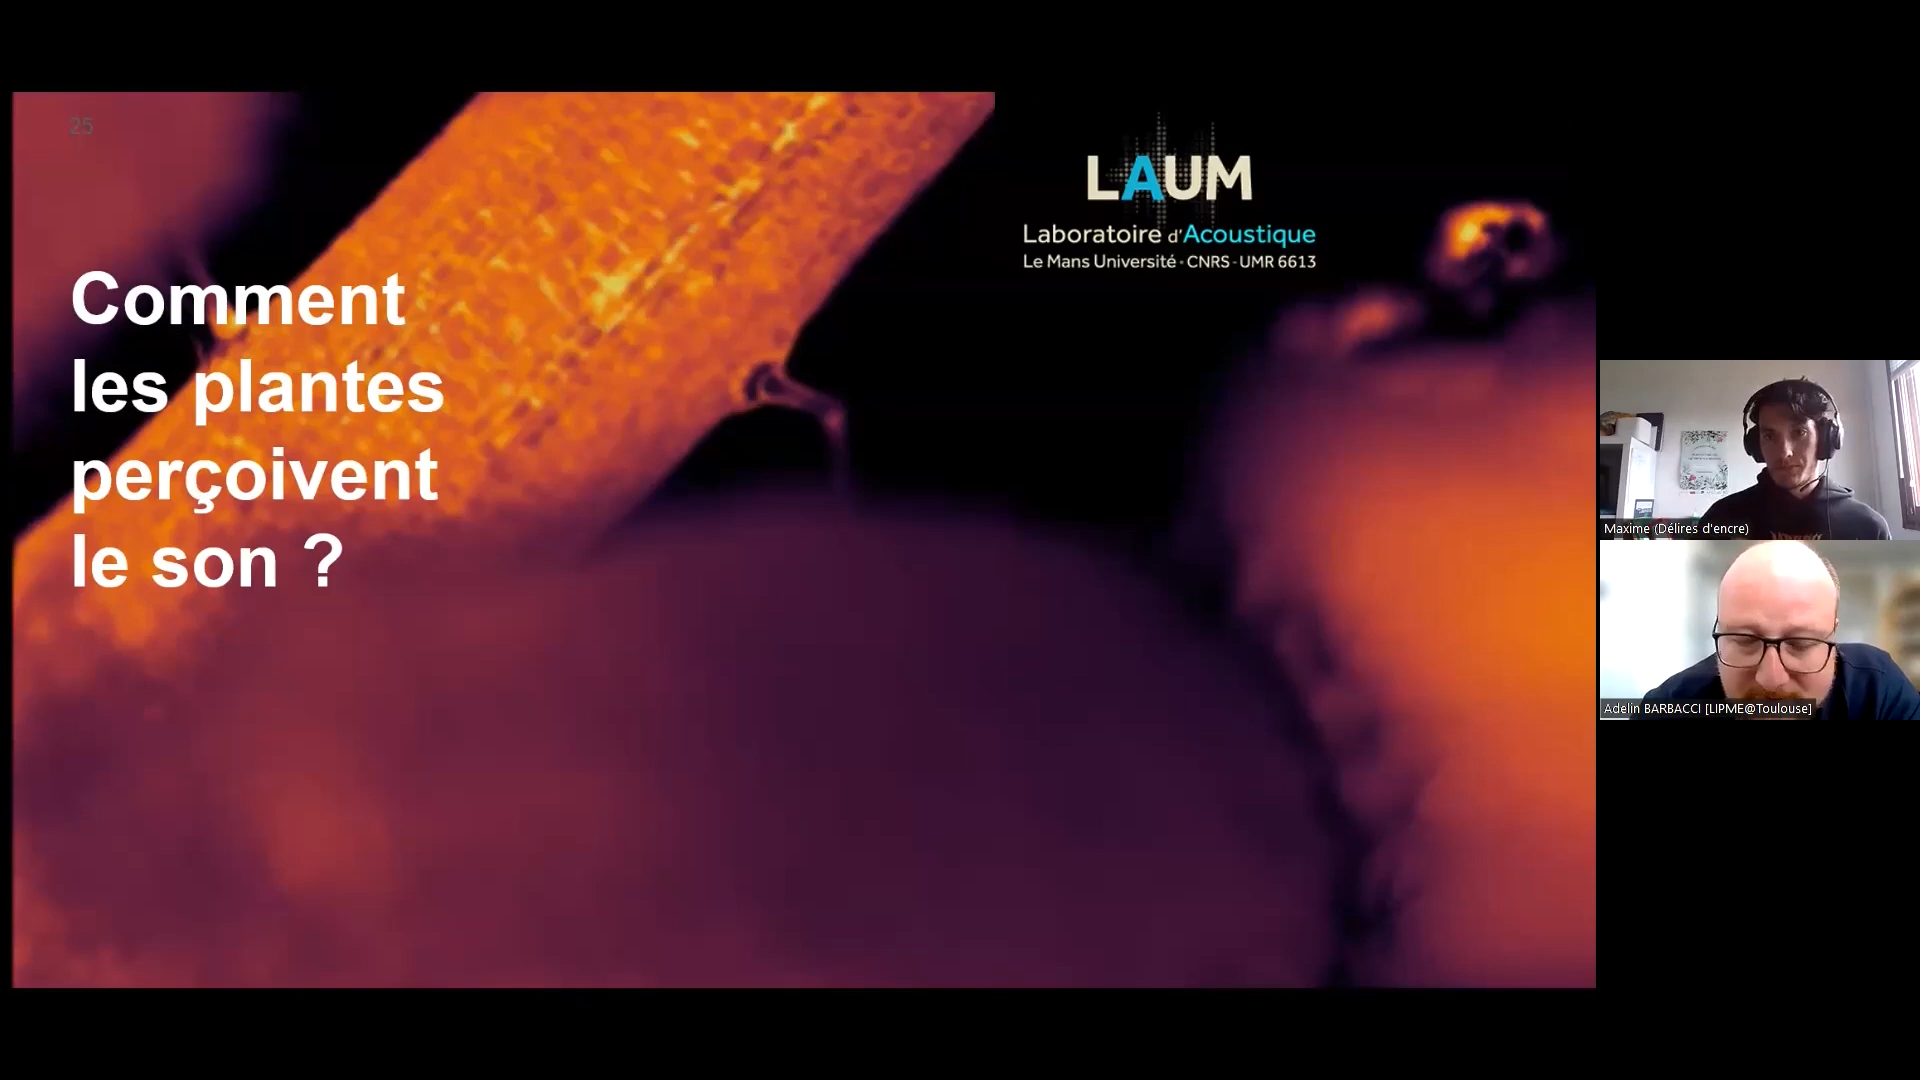 25
Comment
les plantes
perçoivent
le son ?
LAUM
Laboratoire d'Acoustique
Le Mans Université - CNRS - UMR 6613
Maxime (Délires d'encre)
Adelin BARBACCI [LIPME@Toulouse]